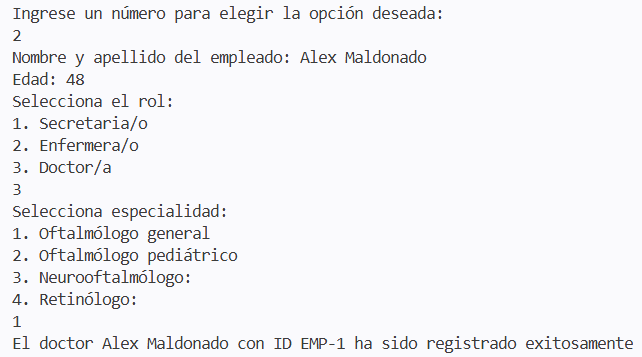 Ingrese un número para elegir la opción deseada:
2
Nombre y apellido del empleado: Alex Maldonado
Edad: 48
Selecciona el rol:
1. Secretaria/o
2. Enfermera/o
3. Doctor/a
3
Selecciona especialidad:
1. Oftalmólogo general
2. Oftalmólogo pediátrico
3. Neurooftalmólogo:
4. Retinólogo:
1
El doctor Alex Maldonado con ID EMP-1 ha sido registrado exitosamente